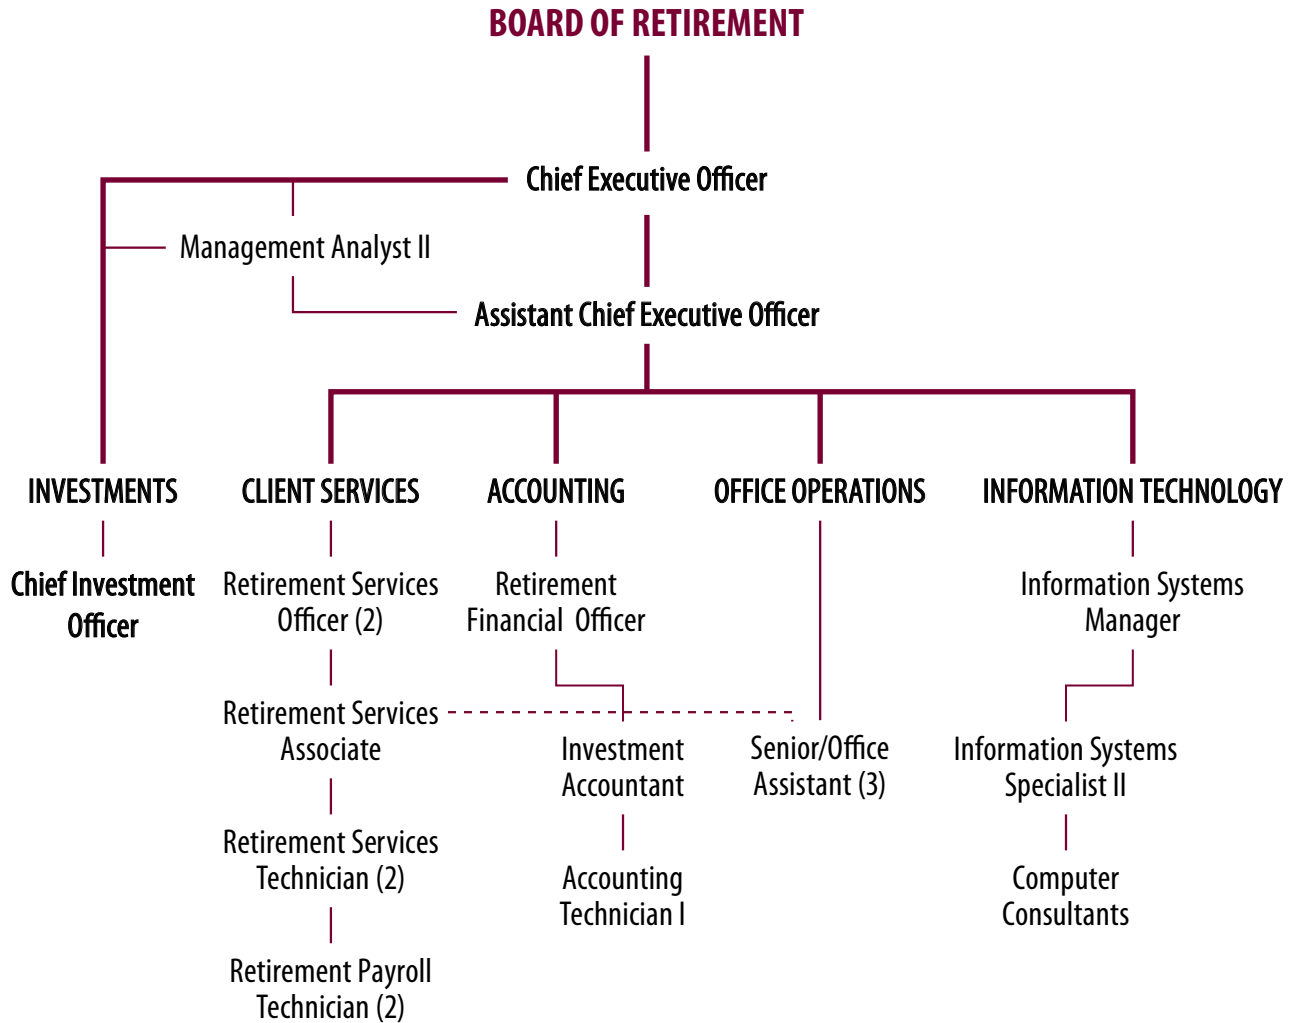 BOARD OF RETIREMENT
Chief Executive Officer
Management Analyst II
Assistant Chief Executive Officer
INVESTMENTS
Chief Investment
Officer
CLIENT SERVICES
Retirement Services
Officer (2)
Retirement Services
Associate
Retirement Services
Technician (2)
Retirement Payroll
Technician (2)
ACCOUNTING
Retirement
Financial Officer
Investment
Accountant
Accounting
Technician I
OFFICE OPERATIONS
Senior/Office
Assistant (3)
INFORMATION TECHNOLOGY
Information Systems
Manager
Information Systems
Specialist II
Computer
Consultants